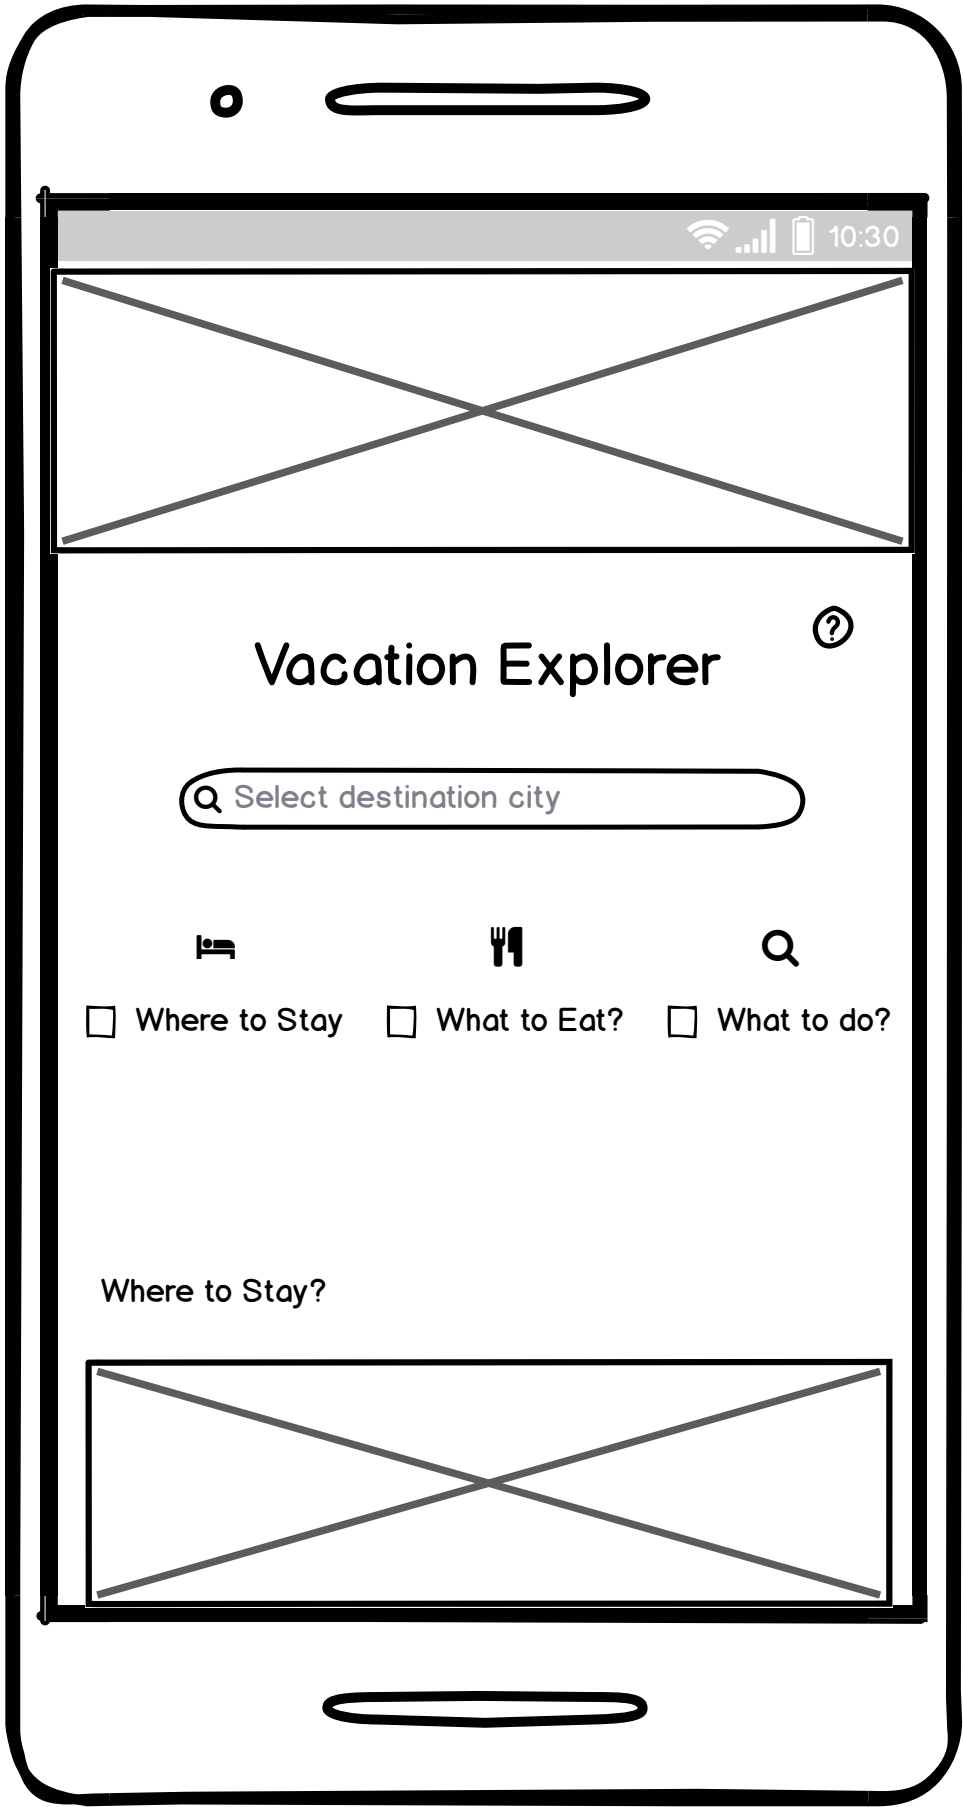 10:30
?
Vacation Explorer
Select destination city
Where to Stay What to Eat? What to do?
Where to Stay?